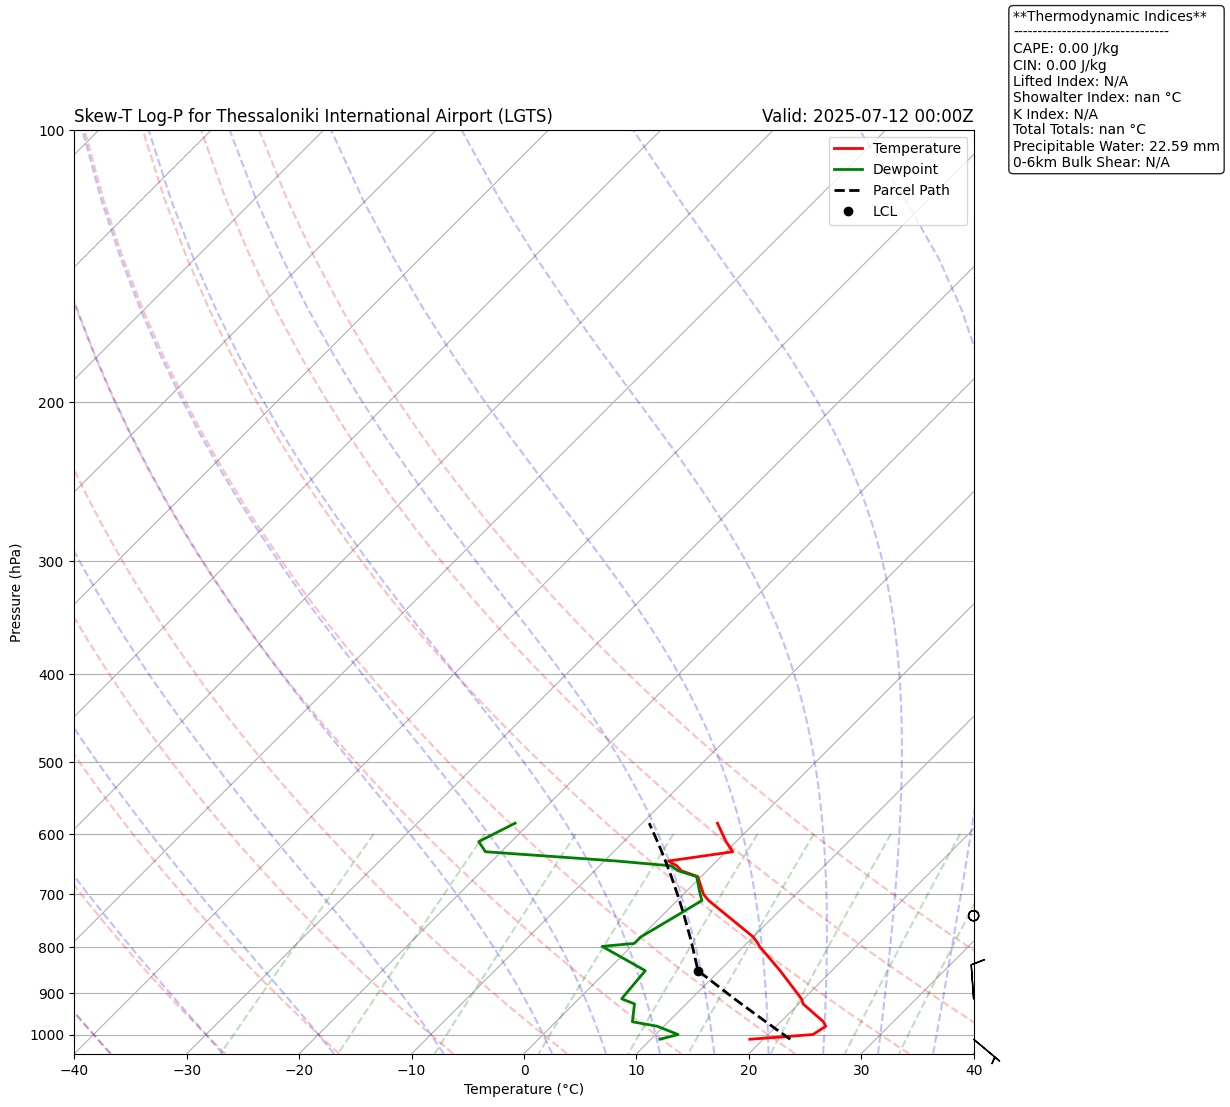 **Thermodynamic Indices**
--------------------------------
CAPE: 0.00 J/kg
CIN: 0.00 J/kg
Lifted Index: N/A
Showalter Index: nan °C
K Index: N/A
Total Totals: nan °C
Precipitable Water: 22.59 mm
0-6km Bulk Shear: N/A
Skew-T Log-P for Thessaloniki International Airport (LGTS)
Valid: 2025-07-12 00:00Z
Temperature
Dewpoint
Parcel Path
LCL
100
200
300
400
500
600
700
800
900
1000
Pressure (hPa)
−40
−30
−20
−10
0
10
20
30
40
Temperature (°C)